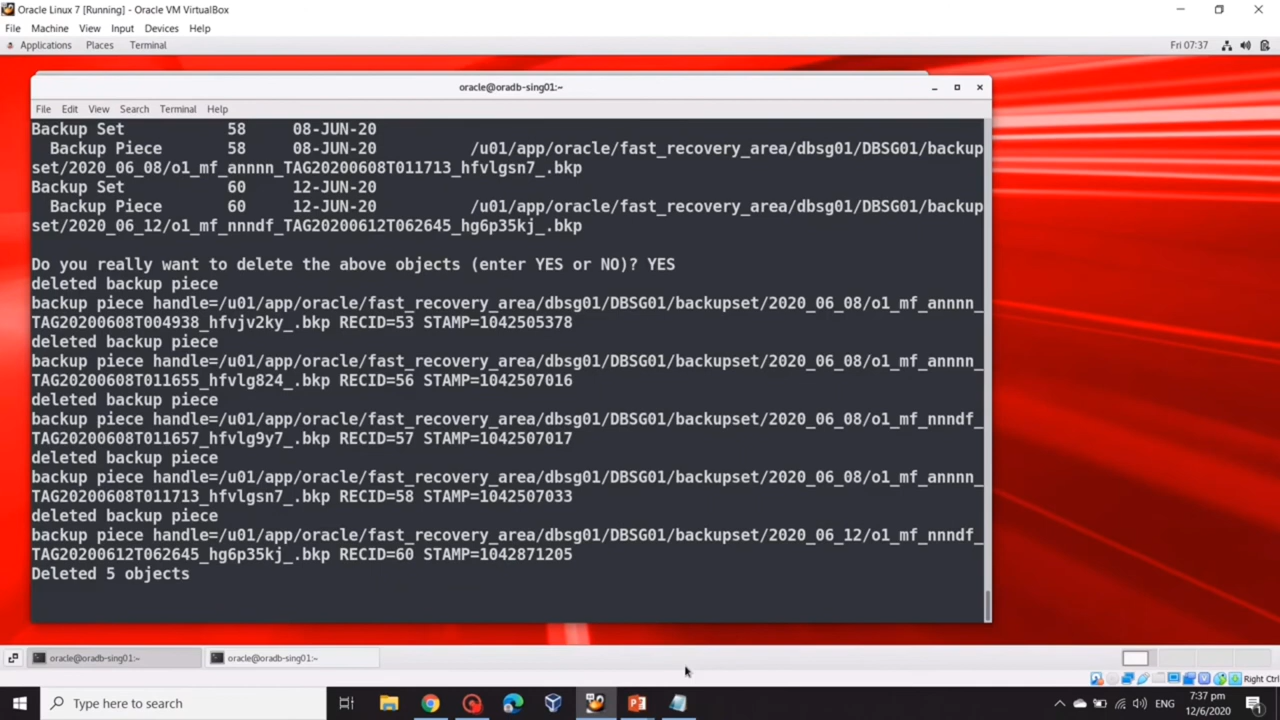 Oracle Linux 7 [Running] - Oracle VM VirtualBox
File Machine View Input Devices Help
Applications Places Terminal Fri 07:37
oracle@oradb-sing01:~
File Edit View Search Terminal Help
Backup Set 58 08-JUN-20
Backup Piece 58 08-JUN-20 /u01/app/oracle/fast_recovery_area/dbsg01/DBSG01/backup
set/2020_06_08/o1_mf_annnn_TAG20200608T011713_hfvlgsn7_.bkp
Backup Set 60 12-JUN-20
Backup Piece 60 12-JUN-20 /u01/app/oracle/fast_recovery_area/dbsg01/DBSG01/backup
set/2020_06_12/o1_mf_nnndf_TAG20200612T062645_hg6p35kj_.bkp
Do you really want to delete the above objects (enter YES or NO)? YES
deleted backup piece
backup piece handle=/u01/app/oracle/fast_recovery_area/dbsg01/DBSG01/backupset/2020_06_08/o1_mf_annnn_
TAG20200608T004938_hfvjv2ky_.bkp RECID=53 STAMP=1042505378
deleted backup piece
backup piece handle=/u01/app/oracle/fast_recovery_area/dbsg01/DBSG01/backupset/2020_06_08/o1_mf_annnn_
TAG20200608T011655_hfvlg824_.bkp RECID=56 STAMP=1042507016
deleted backup piece
backup piece handle=/u01/app/oracle/fast_recovery_area/dbsg01/DBSG01/backupset/2020_06_08/o1_mf_nnndf_
TAG20200608T011657_hfvlg9y7_.bkp RECID=57 STAMP=1042507017
deleted backup piece
backup piece handle=/u01/app/oracle/fast_recovery_area/dbsg01/DBSG01/backupset/2020_06_08/o1_mf_annnn_
TAG20200608T011713_hfvlgsn7_.bkp RECID=58 STAMP=1042507033
deleted backup piece
backup piece handle=/u01/app/oracle/fast_recovery_area/dbsg01/DBSG01/backupset/2020_06_12/o1_mf_nnndf_
TAG20200612T062645_hg6p35kj_.bkp RECID=60 STAMP=1042871205
Deleted 5 objects
oracle@oradb-sing01:~ oracle@oradb-sing01:~
Right Ctrl
Type here to search ENG 7:37 pm
12/6/2020